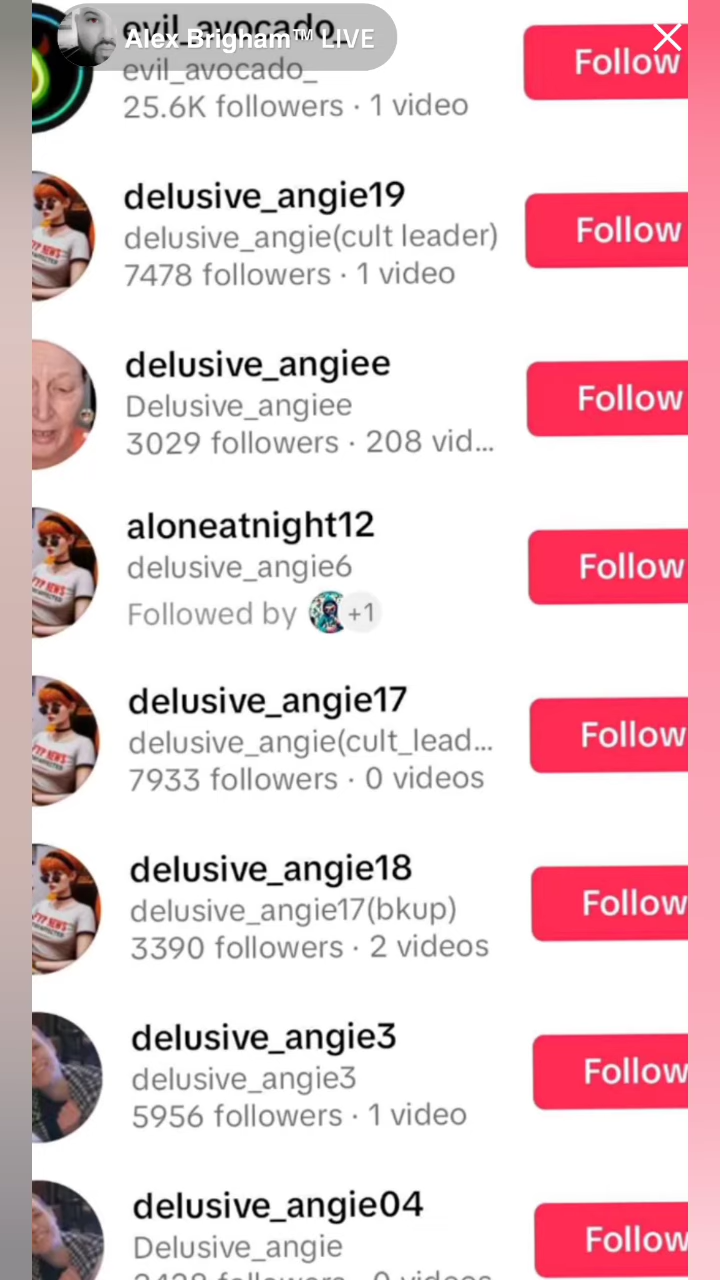 evil_avocado_
Alex Brigham™ LIVE
evil_avocado_
25.6K followers · 1 video
Follow
delusive_angie19
delusive_angie(cult leader)
7478 followers · 1 video
Follow
delusive_angiee
Delusive_angiee
3029 followers · 208 vid...
Follow
aloneatnight12
delusive_angie6
Followed by +1
Follow
delusive_angie17
delusive_angie(cult_lead...
7933 followers · 0 videos
Follow
delusive_angie18
delusive_angie17(bkup)
3390 followers · 2 videos
Follow
delusive_angie3
delusive_angie3
5956 followers · 1 video
Follow
delusive_angie04
Delusive_angie
Follow